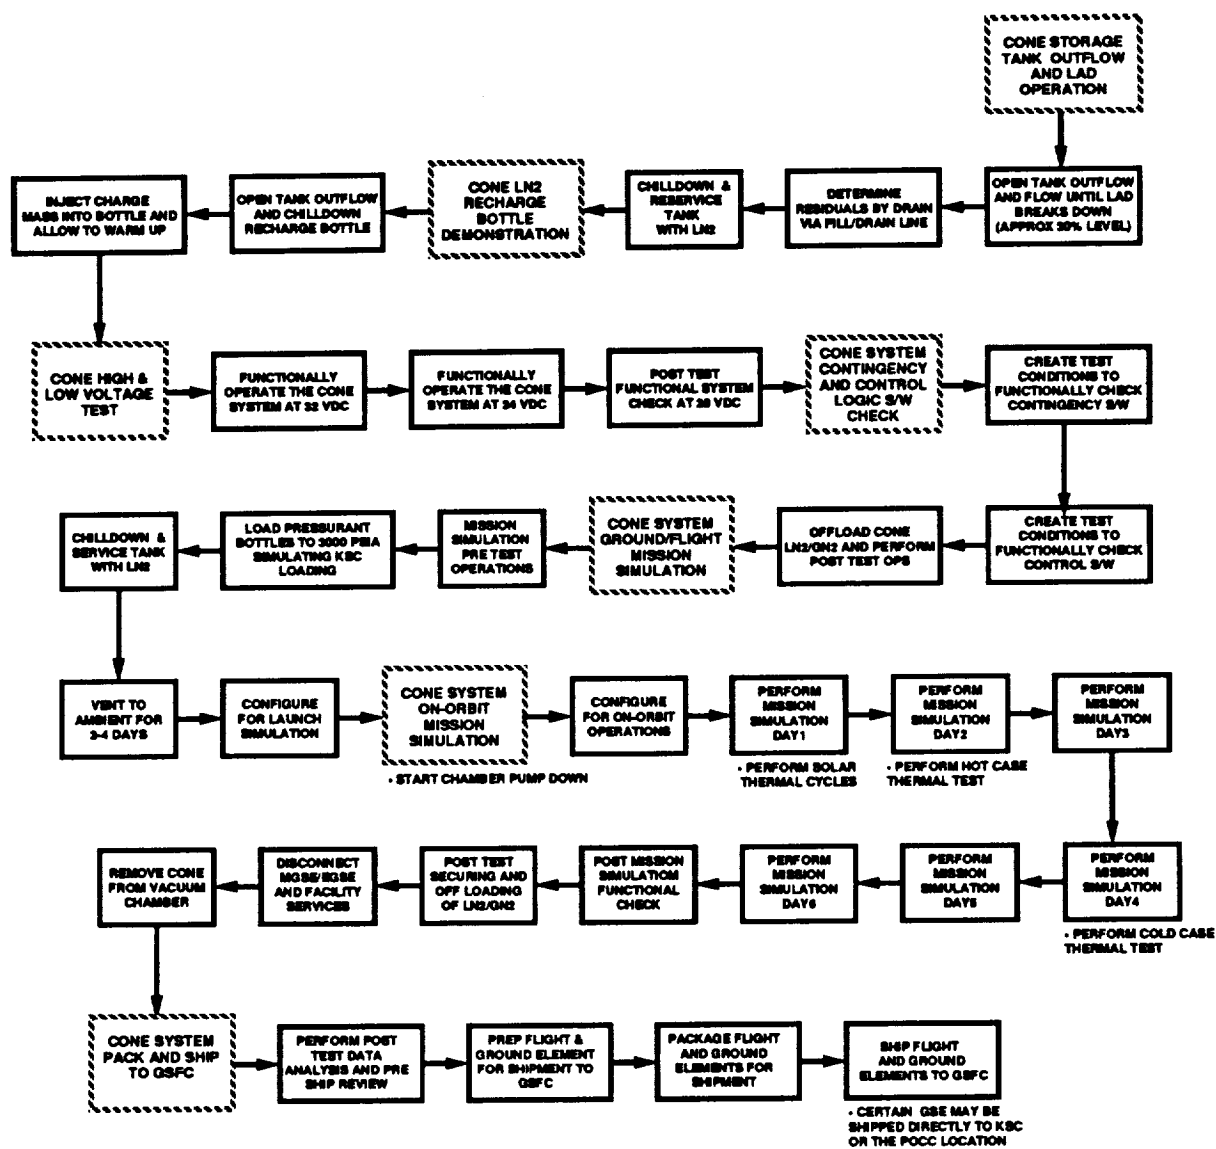 CONE STORAGE
TANK OUTFLOW
AND LAD
OPERATION
OPEN TANK OUTFLOW
AND FLOW UNTIL LAD
BREAKS DOWN
(APPROX 30% LEVEL)
DETERMINE
RESIDUALS BY DRAIN
VIA FILL/DRAIN LINE
CHILLDOWN &
RESERVICE
TANK
WITH LN2
CONE LN2
RECHARGE
BOTTLE
DEMONSTRATION
OPEN TANK OUTFLOW
AND CHILLDOWN
RECHARGE BOTTLE
INJECT CHARGE
MASS INTO BOTTLE AND
ALLOW TO WARM UP
CONE HIGH &
LOW VOLTAGE
TEST
FUNCTIONALLY
OPERATE THE CONE
SYSTEM AT 32 VDC
FUNCTIONALLY
OPERATE THE CONE
SYSTEM AT 24 VDC
POST TEST
FUNCTIONAL SYSTEM
CHECK AT 28 VDC
CONE SYSTEM
CONTINGENCY
AND CONTROL
LOGIC S/W
CHECK
CREATE TEST
CONDITIONS TO
FUNCTIONALLY CHECK
CONTINGENCY S/W
CREATE TEST
CONDITIONS TO
FUNCTIONALLY CHECK
CONTROL S/W
OFFLOAD CONE
LN2/GN2 AND PERFORM
POST TEST OPS
CONE SYSTEM
GROUND/FLIGHT
MISSION
SIMULATION
MISSION
SIMULATION
PRE TEST
OPERATIONS
LOAD PRESSURANT
BOTTLES TO 3000 PSIA
SIMULATING KSC
LOADING
CHILLDOWN &
SERVICE TANK
WITH LN2
VENT TO
AMBIENT FOR
3-4 DAYS
CONFIGURE
FOR LAUNCH
SIMULATION
CONE SYSTEM
ON-ORBIT
MISSION
SIMULATION
• START CHAMBER PUMP DOWN
CONFIGURE
FOR ON-ORBIT
OPERATIONS
PERFORM
MISSION
SIMULATION
DAY1
• PERFORM SOLAR
THERMAL CYCLES
PERFORM
MISSION
SIMULATION
DAY2
• PERFORM HOT CASE
THERMAL TEST
PERFORM
MISSION
SIMULATION
DAY3
PERFORM
MISSION
SIMULATION
DAY4
• PERFORM COLD CASE
THERMAL TEST
PERFORM
MISSION
SIMULATION
DAY5
PERFORM
MISSION
SIMULATION
DAY6
POST MISSION
SIMULATIOM
FUNCTIONAL
CHECK
POST TEST
SECURING AND
OFF LOADING
OF LN2/GN2
DISCONNECT
MGSE/EGSE
AND FACILITY
SERVICES
REMOVE CONE
FROM VACUUM
CHAMBER
CONE SYSTEM
PACK AND SHIP
TO GSFC
PERFORM POST
TEST DATA
ANALYSIS AND PRE
SHIP REVIEW
PREP FLIGHT &
GROUND ELEMENT
FOR SHIPMENT TO
GSFC
PACKAGE FLIGHT
AND GROUND
ELEMENTS FOR
SHIPMENT
SHIP FLIGHT
AND GROUND
ELEMENTS TO GSFC
• CERTAIN GSE MAY BE
SHIPPED DIRECTLY TO KSC
OR THE POCC LOCATION